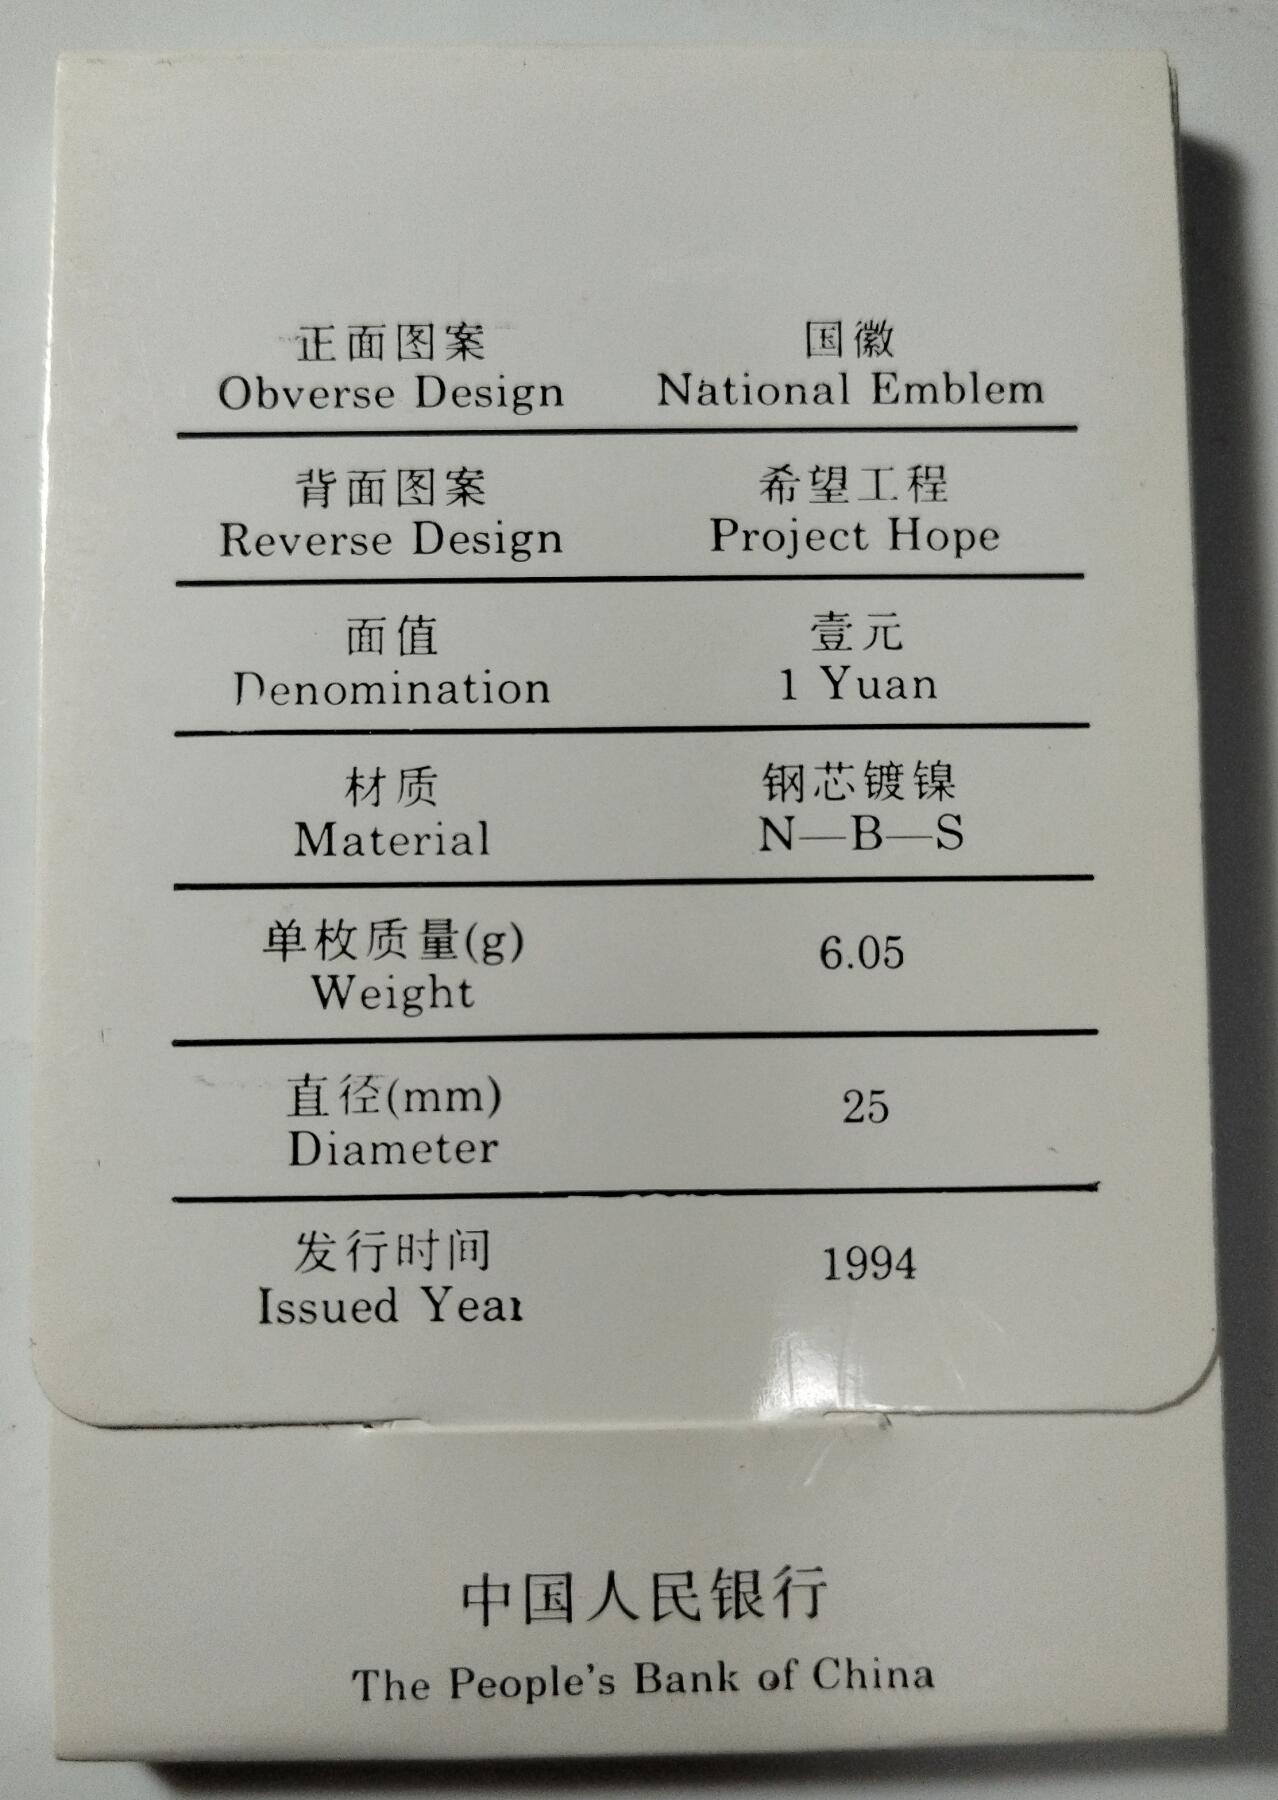 正面图案 国徽
Obverse Design National Emblem
背面图案 希望工程
Reverse Design Project Hope
面值 壹元
Denomination 1 Yuan
材质 钢芯镀镍
Material N—B—S
单枚质量(g) 6.05
Weight
直径(mm) 25
Diameter
发行时间 1994
Issued Year
中国人民银行
The People's Bank of China